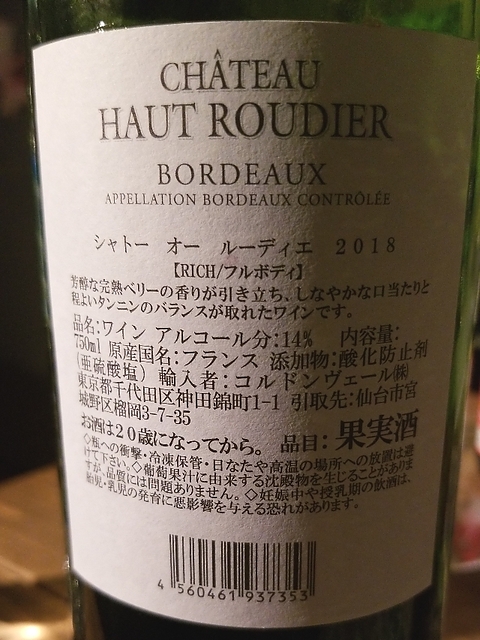 CHÂTEAU
HAUT ROUDIER
BORDEAUX
APPELLATION BORDEAUX CONTRÔLÉE
シャトー オー ルーディエ 2018
【RICH/フルボディ】
芳醇な完熟ベリーの香りが引き立ち、しなやかな口当たりと
程よいタンニンのバランスが取れたワインです。
品名:ワイン アルコール分:14% 内容量:
750ml 原産国名:フランス 添加物:酸化防止剤
(亜硫酸塩) 輸入者:コルドンヴェール㈱
東京都千代田区神田錦町1-1 引取先:仙台市宮
城野区榴岡3-7-35
お酒は20歳になってから。 品目:果実酒
◇瓶への衝撃・冷凍保管・日なたや高温の場所への放置は避
けて下さい。◇葡萄果汁に由来する沈殿物を生じることがありま
すが、品質には問題ありません。◇妊娠中や授乳期の飲酒は、
胎児・乳児の発育に悪影響を与える恐れがあります。
4 560461 937353